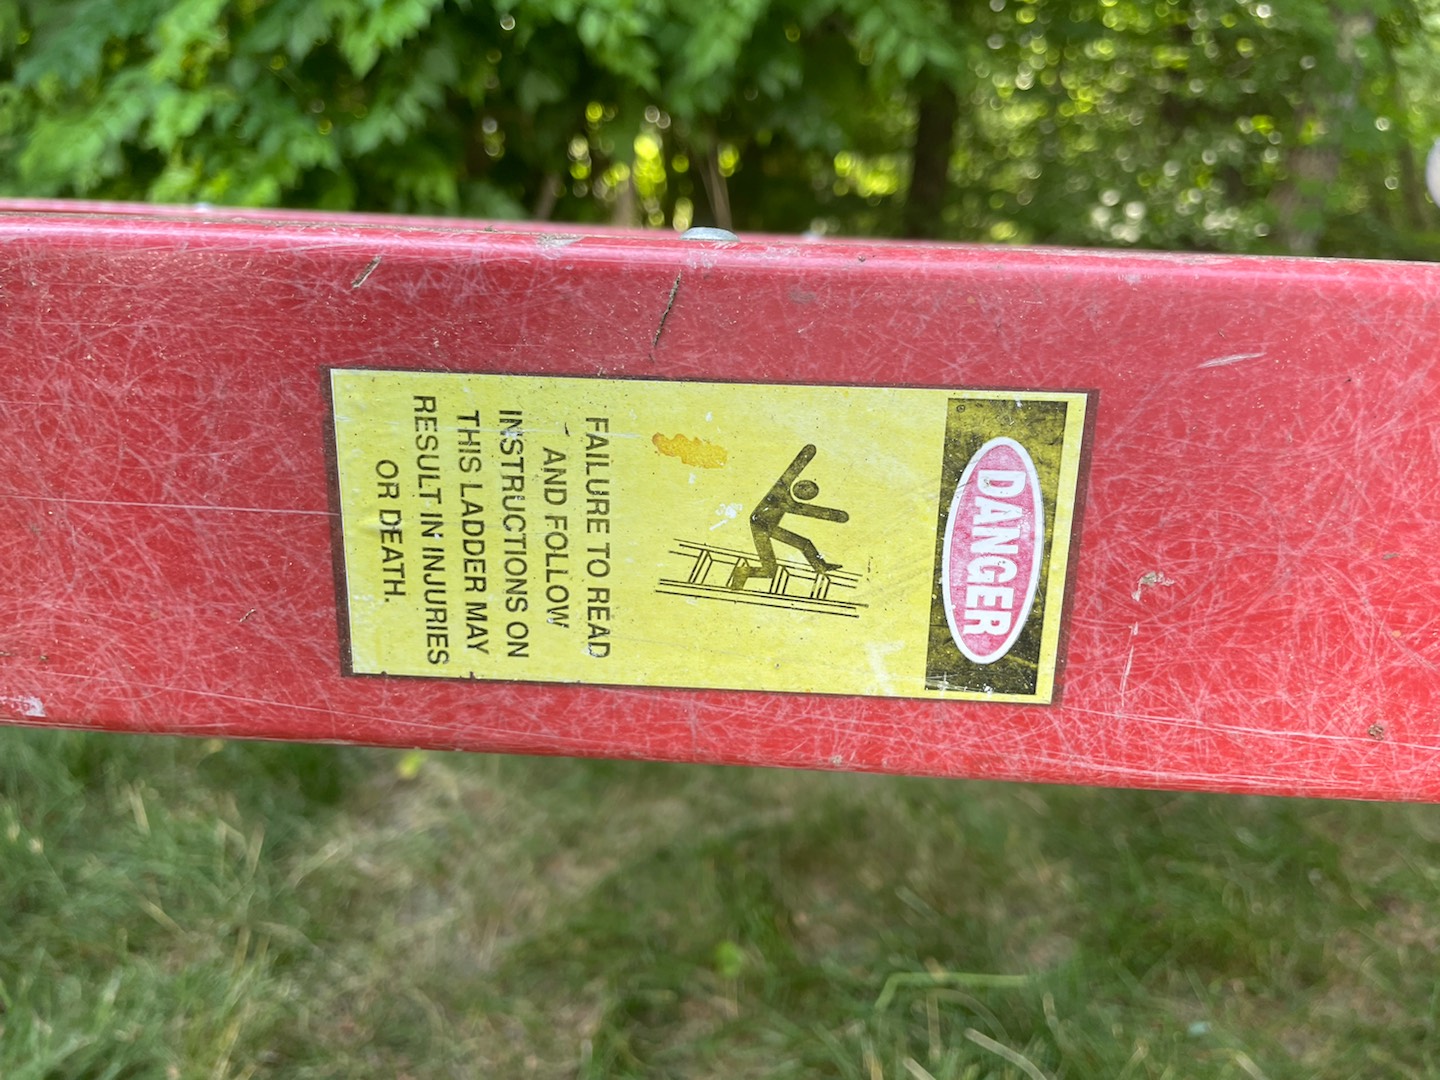 DANGER
FAILURE TO READ
AND FOLLOW
INSTRUCTIONS ON
THIS LADDER MAY
RESULT IN INJURIES
OR DEATH.